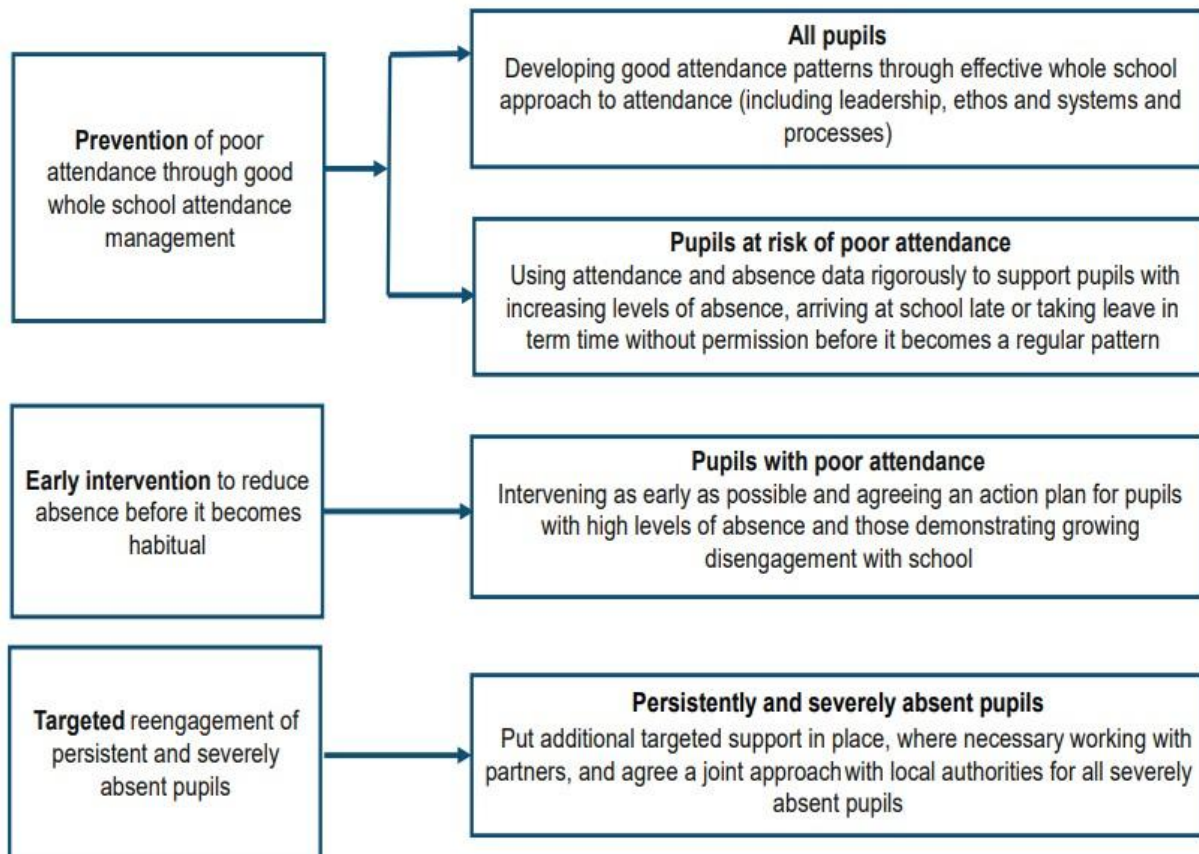 Prevention of poor
attendance through good
whole school attendance
management
All pupils
Developing good attendance patterns through effective whole school
approach to attendance (including leadership, ethos and systems and
processes)
Pupils at risk of poor attendance
Using attendance and absence data rigorously to support pupils with
increasing levels of absence, arriving at school late or taking leave in
term time without permission before it becomes a regular pattern
Early intervention to reduce
absence before it becomes
habitual
Pupils with poor attendance
Intervening as early as possible and agreeing an action plan for pupils
with high levels of absence and those demonstrating growing
disengagement with school
Targeted reengagement of
persistent and severely
absent pupils
Persistently and severely absent pupils
Put additional targeted support in place, where necessary working with
partners, and agree a joint approach with local authorities for all severely
absent pupils